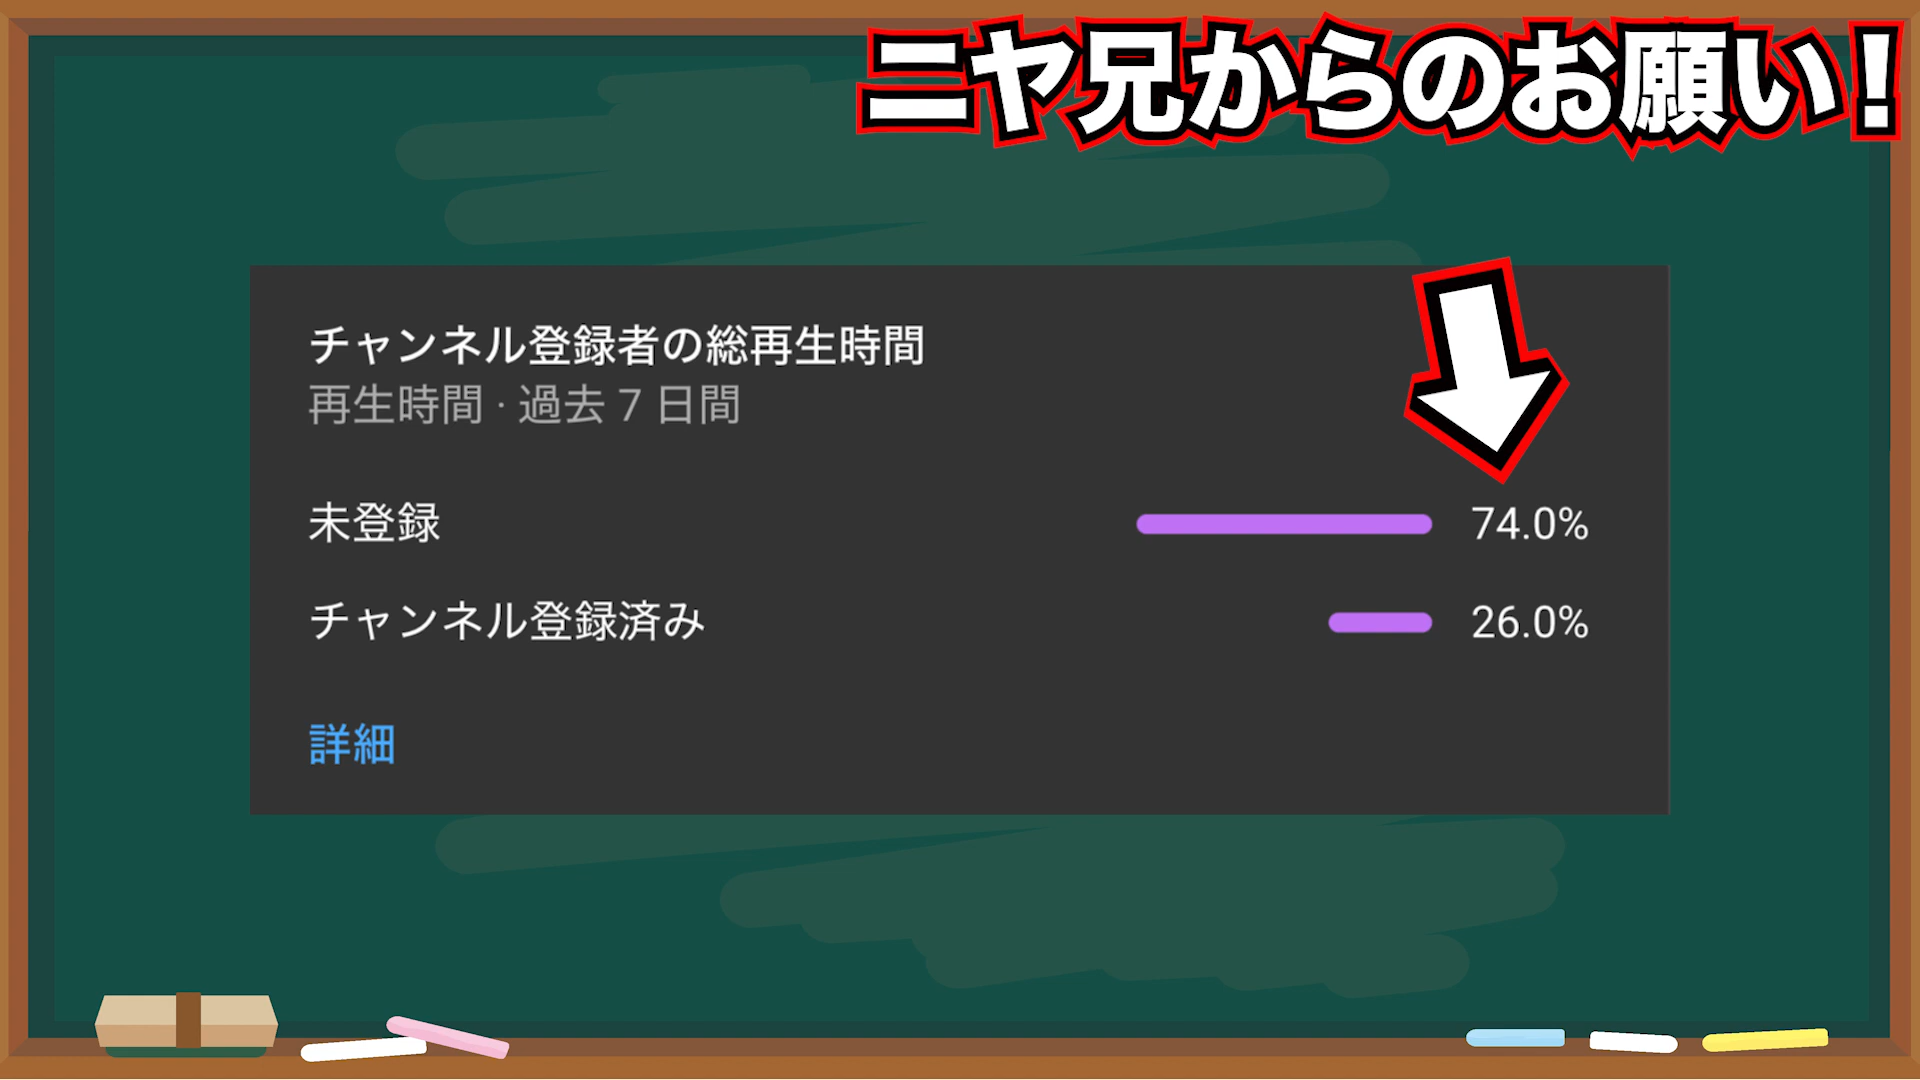 ニヤ兄からのお願い！
チャンネル登録者の総再生時間
再生時間・過去 7 日間
未登録 74.0%
チャンネル登録済み 26.0%
詳細